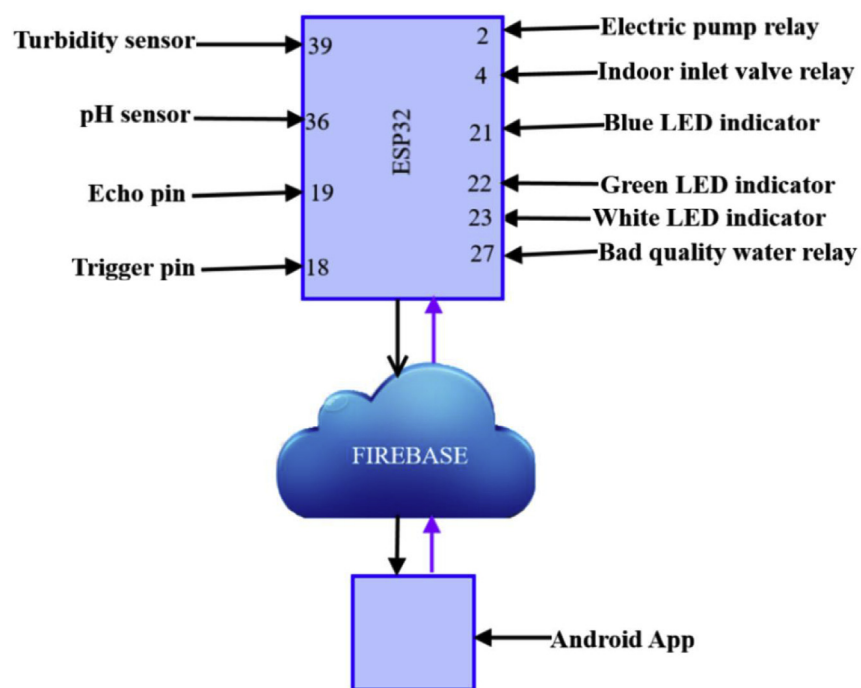 Turbidity sensor
39
2
Electric pump relay
4
Indoor inlet valve relay
pH sensor
36
ESP32
21
Blue LED indicator
Echo pin
19
22
Green LED indicator
23
White LED indicator
Trigger pin
18
27
Bad quality water relay
FIREBASE
Android App